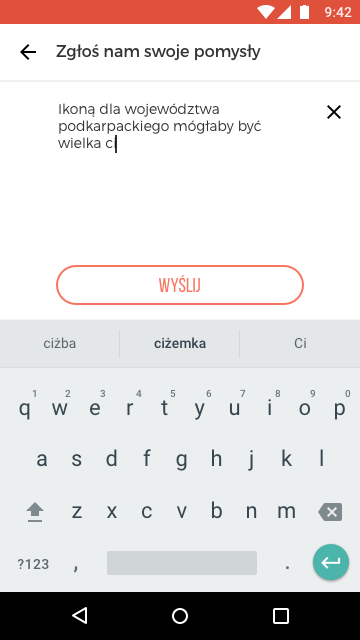 9:42
Zgłoś nam swoje pomysły
Ikoną dla województwa
podkarpackiego mógłaby być
wielka ci
WYŚLIJ
ciżba ciżemka Ci
1 2 3 4 5 6 7 8 9 0
q w e r t y u i o p
a s d f g h j k l
z x c v b n m
?123 , .